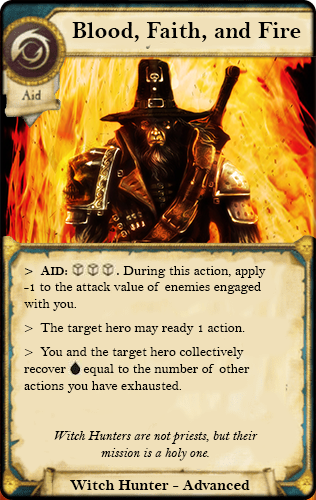 Blood, Faith, and Fire
Aid
> AID: . During this action, apply
-1 to the attack value of enemies engaged
with you.
> The target hero may ready 1 action.
> You and the target hero collectively
recover equal to the number of other
actions you have exhausted.
Witch Hunters are not priests, but their
mission is a holy one.
Witch Hunter - Advanced